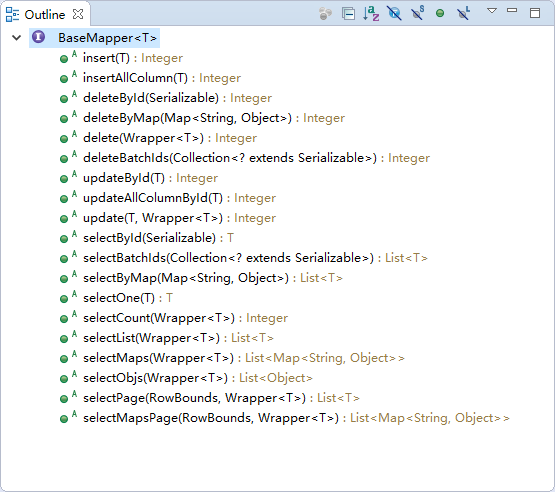 Outline
BaseMapper<T>
insert(T) : Integer
insertAllColumn(T) : Integer
deleteById(Serializable) : Integer
deleteByMap(Map<String, Object>) : Integer
delete(Wrapper<T>) : Integer
deleteBatchIds(Collection<? extends Serializable>) : Integer
updateById(T) : Integer
updateAllColumnById(T) : Integer
update(T, Wrapper<T>) : Integer
selectById(Serializable) : T
selectBatchIds(Collection<? extends Serializable>) : List<T>
selectByMap(Map<String, Object>) : List<T>
selectOne(T) : T
selectCount(Wrapper<T>) : Integer
selectList(Wrapper<T>) : List<T>
selectMaps(Wrapper<T>) : List<Map<String, Object>>
selectObjs(Wrapper<T>) : List<Object>
selectPage(RowBounds, Wrapper<T>) : List<T>
selectMapsPage(RowBounds, Wrapper<T>) : List<Map<String, Object>>